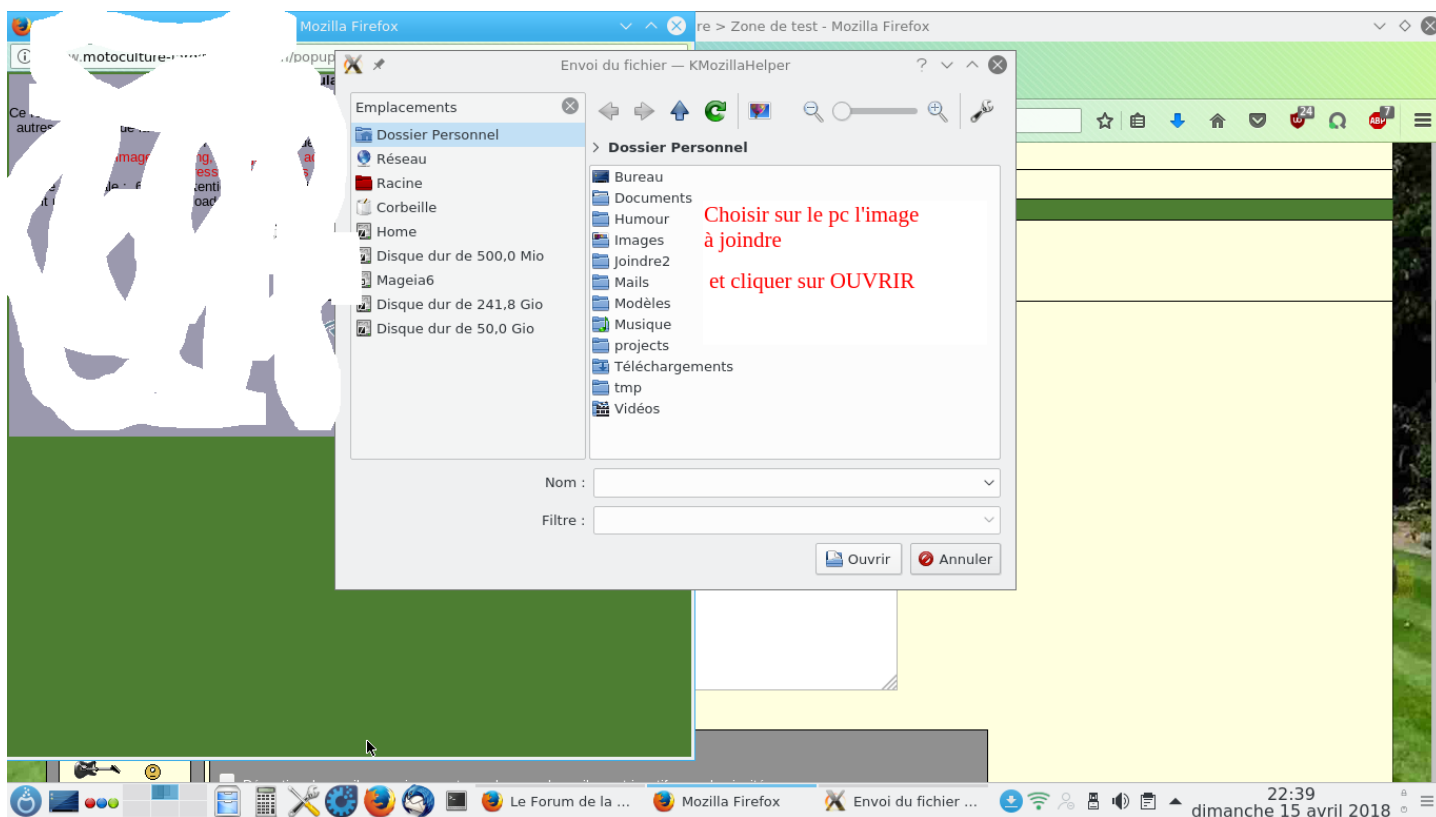 Mozilla Firefox
re > Zone de test - Mozilla Firefox
.motoculture-
/popup
Envoi du fichier — KMozillaHelper
?
Emplacements
Dossier Personnel
Réseau
Racine
Corbeille
Home
Disque dur de 500,0 Mio
Mageia6
Disque dur de 241,8 Gio
Disque dur de 50,0 Gio
> Dossier Personnel
Bureau
Documents
Humour
Images
Joindre2
Mails
Modèles
Musique
projects
Téléchargements
tmp
Vidéos
Choisir sur le pc l'image
à joindre
et cliquer sur OUVRIR
24
ABP
7
Ce
autres
image
Nom :
Filtre :
Ouvrir
Annuler
Le Forum de la ...
Mozilla Firefox
Envoi du fichier ...
22:39
dimanche 15 avril 2018